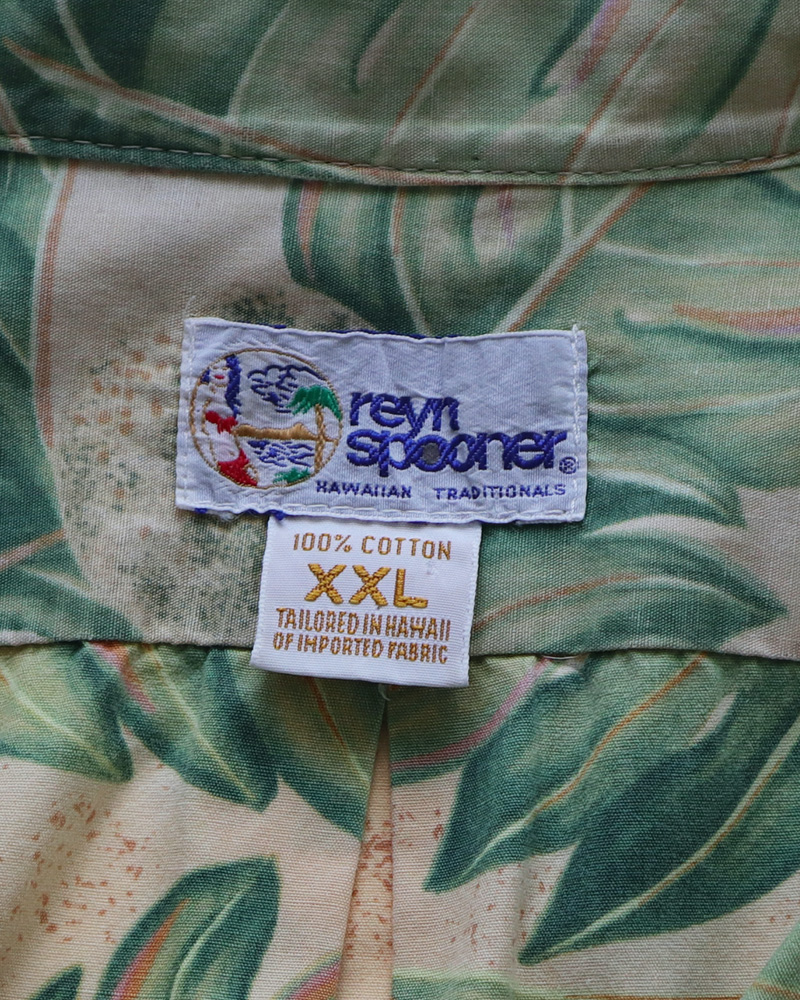 reyn
spooner®
HAWAIIAN TRADITIONALS
100% COTTON
XXL
TAILORED IN HAWAII
OF IMPORTED FABRIC